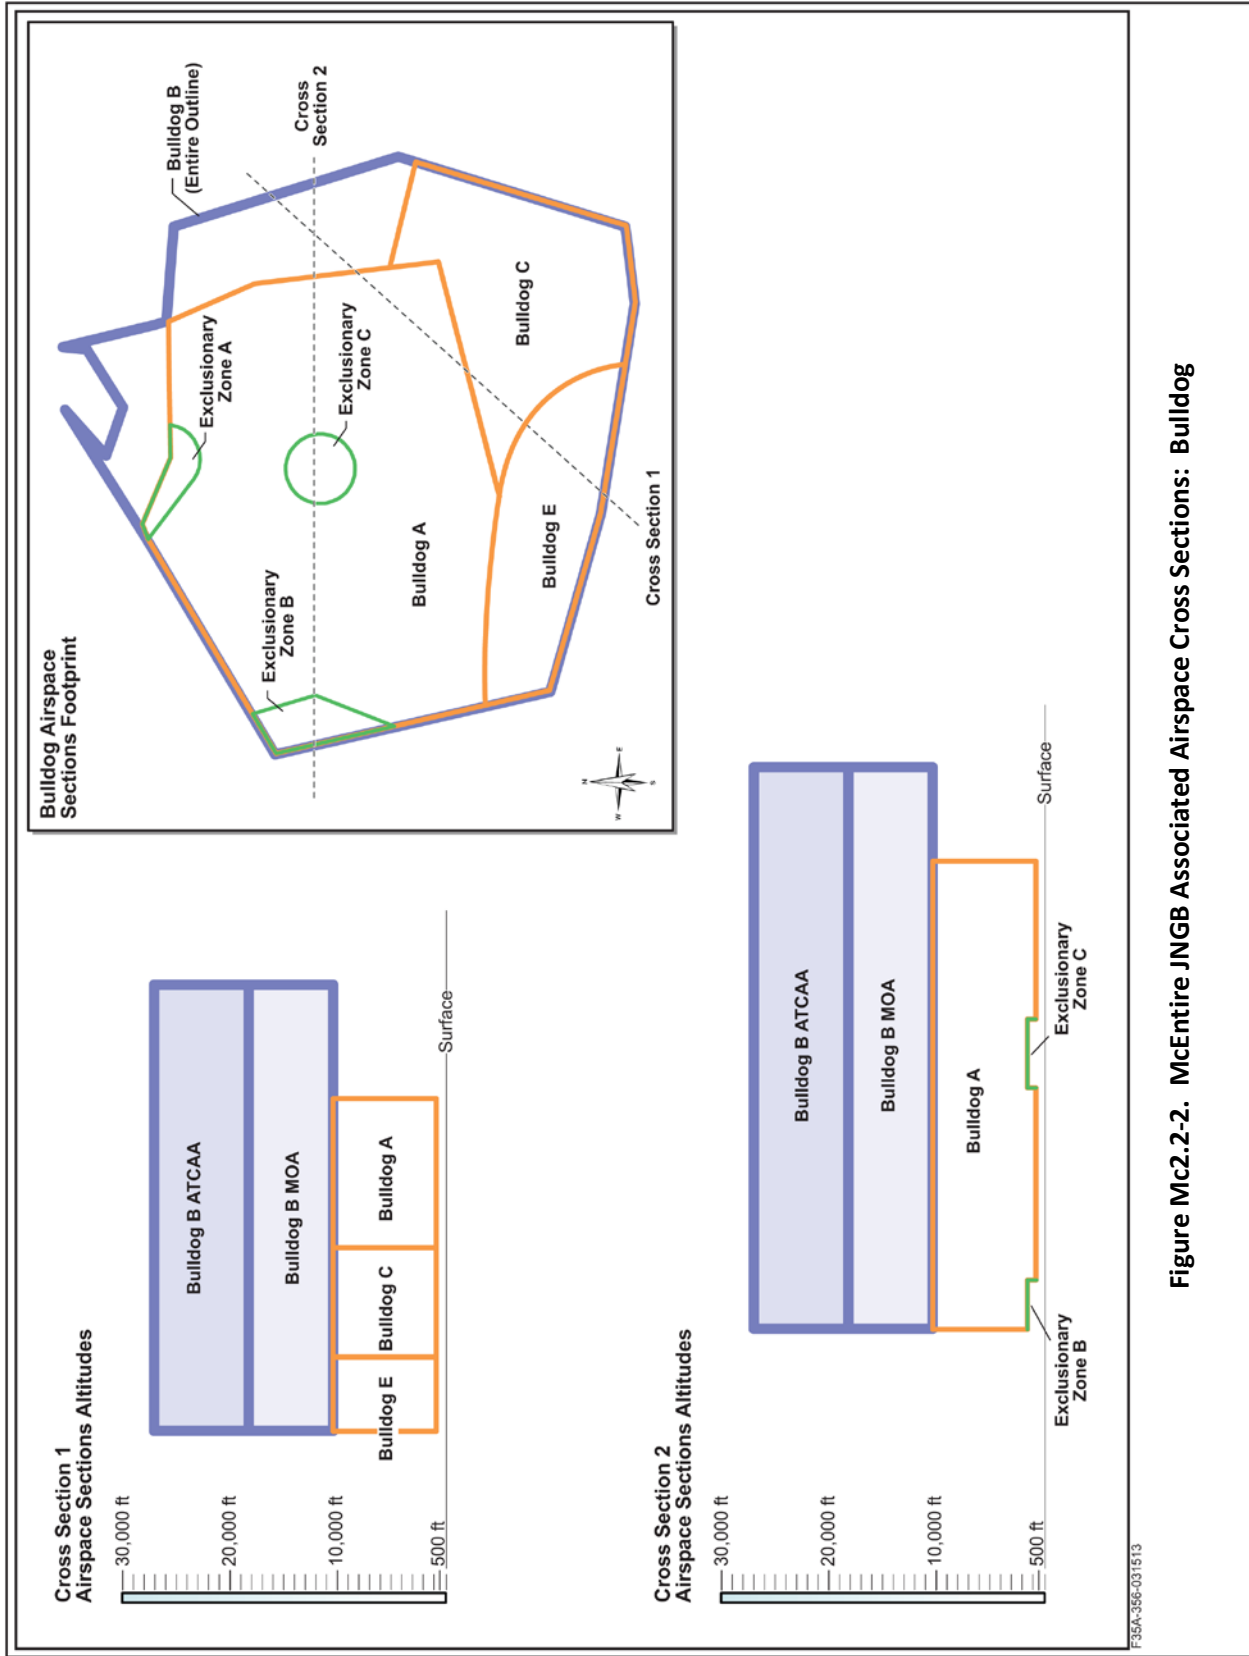 Cross Section 1
Airspace Sections Altitudes
30,000 ft
20,000 ft
10,000 ft
500 ft
Bulldog B ATCAA
Bulldog B MOA
Bulldog E
Bulldog C
Bulldog A
Surface
Bulldog Airspace
Sections Footprint
Bulldog B
(Entire Outline)
Cross
Section 2
Exclusionary
Zone A
Exclusionary
Zone B
Exclusionary
Zone C
Bulldog A
Bulldog C
Bulldog E
Cross Section 1
N
W
E
S
Cross Section 2
Airspace Sections Altitudes
30,000 ft
20,000 ft
10,000 ft
500 ft
Bulldog B ATCAA
Bulldog B MOA
Bulldog A
Surface
Exclusionary
Zone B
Exclusionary
Zone C
F35A-356-031513
Figure Mc2.2-2. McEntire JNGB Associated Airspace Cross Sections: Bulldog